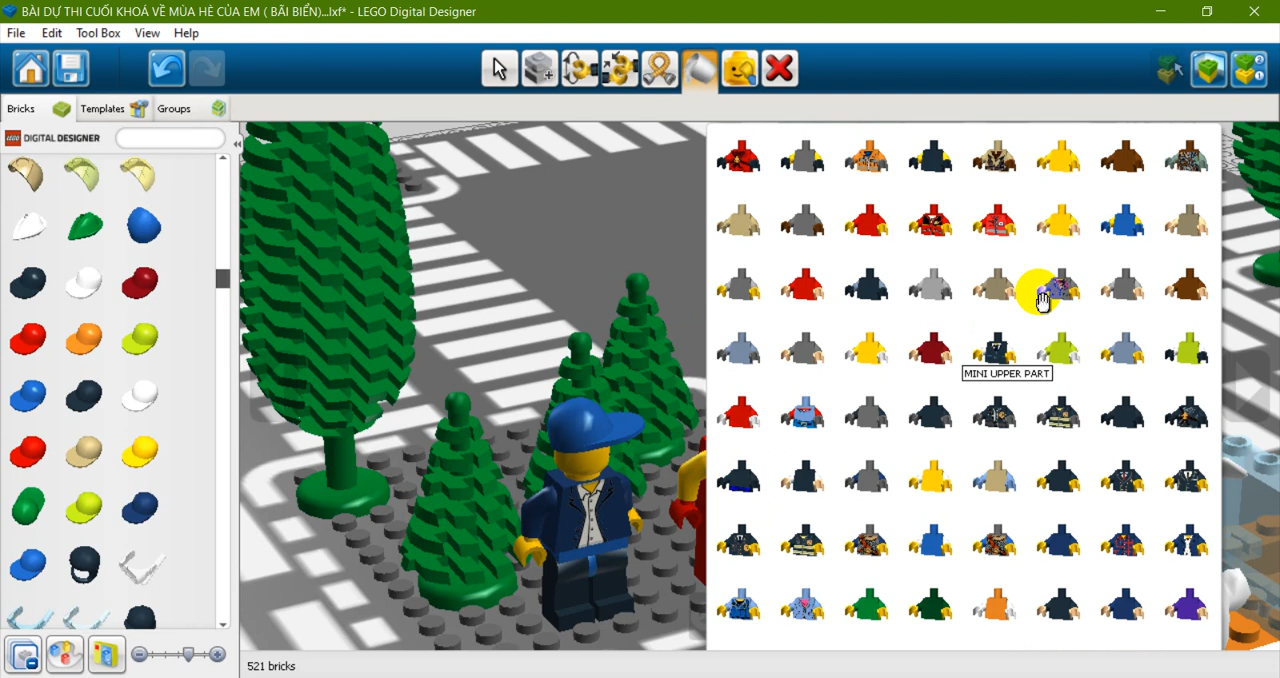 BÀI DỰ THI CUỐI KHOÁ VỀ MÙA HÈ CỦA EM ( BÃI BIỂN)...lxf* - LEGO Digital Designer
File Edit Tool Box View Help
Bricks Templates Groups
LEGO DIGITAL DESIGNER
MINI UPPER PART
521 bricks